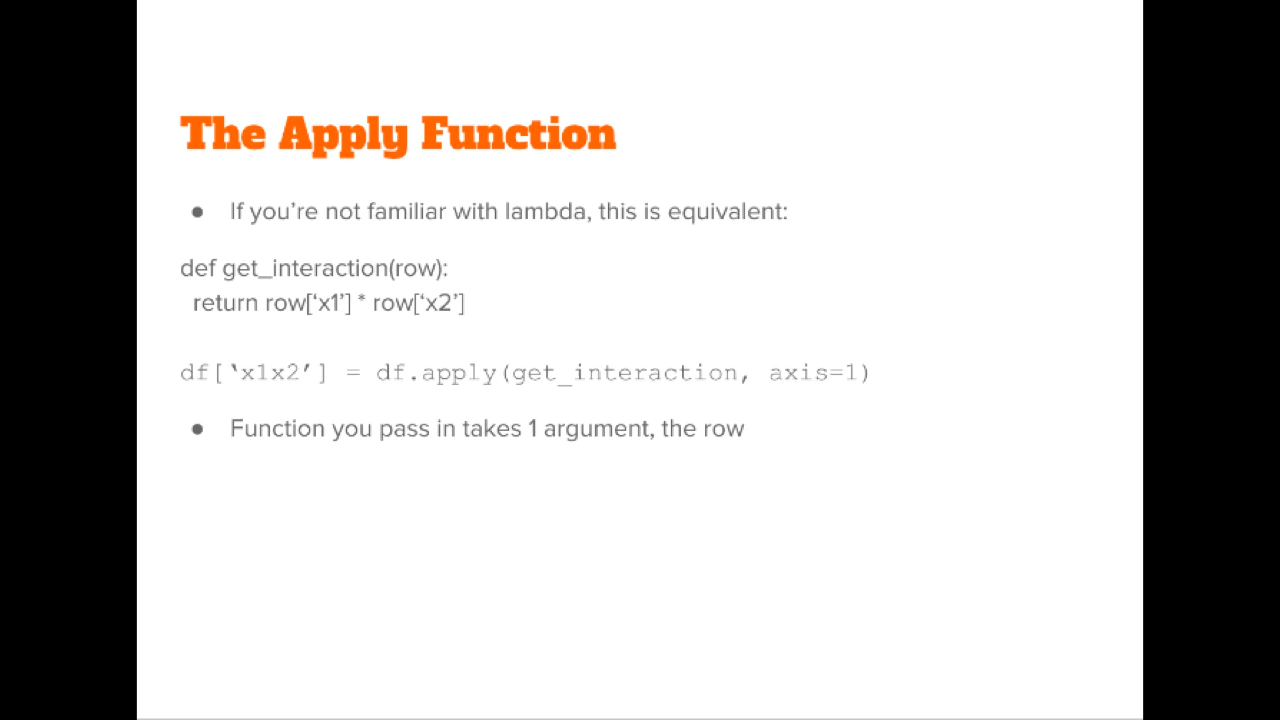 The Apply Function
● If you’re not familiar with lambda, this is equivalent:
def get_interaction(row):
return row[‘x1’] * row[‘x2’]
df[‘x1x2’] = df.apply(get_interaction, axis=1)
● Function you pass in takes 1 argument, the row